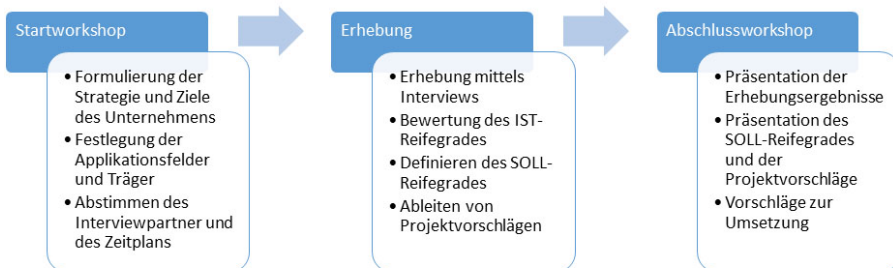 Startworkshop
• Formulierung der
Strategie und Ziele
des Unternehmens
• Festlegung der
Applikationsfelder
und Träger
• Abstimmen des
Interviewpartner und
des Zeitplans
Erhebung
• Erhebung mittels
Interviews
• Bewertung des IST-
Reifegrades
• Definieren des SOLL-
Reifegrades
• Ableiten von
Projektvorschlägen
Abschlussworkshop
• Präsentation der
Erhebungsergebnisse
• Präsentation des
SOLL-Reifegrades
und der
Projektvorschläge
• Vorschläge zur
Umsetzung